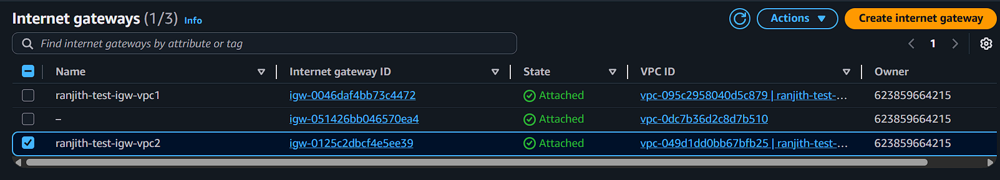 Internet gateways (1/3) Info Actions Create internet gateway
Find internet gateways by attribute or tag 1
Name Internet gateway ID State VPC ID Owner
ranjith-test-igw-vpc1 igw-0046daf4bb73c4472 Attached vpc-095c2958040d5c879 | ranjith-test-... 623859664215
– igw-051426bb046570ea4 Attached vpc-0dc7b36d2c8d7b510 623859664215
ranjith-test-igw-vpc2 igw-0125c2dbcf4e5ee39 Attached vpc-049d1dd0bb67bfb25 | ranjith-test-... 623859664215